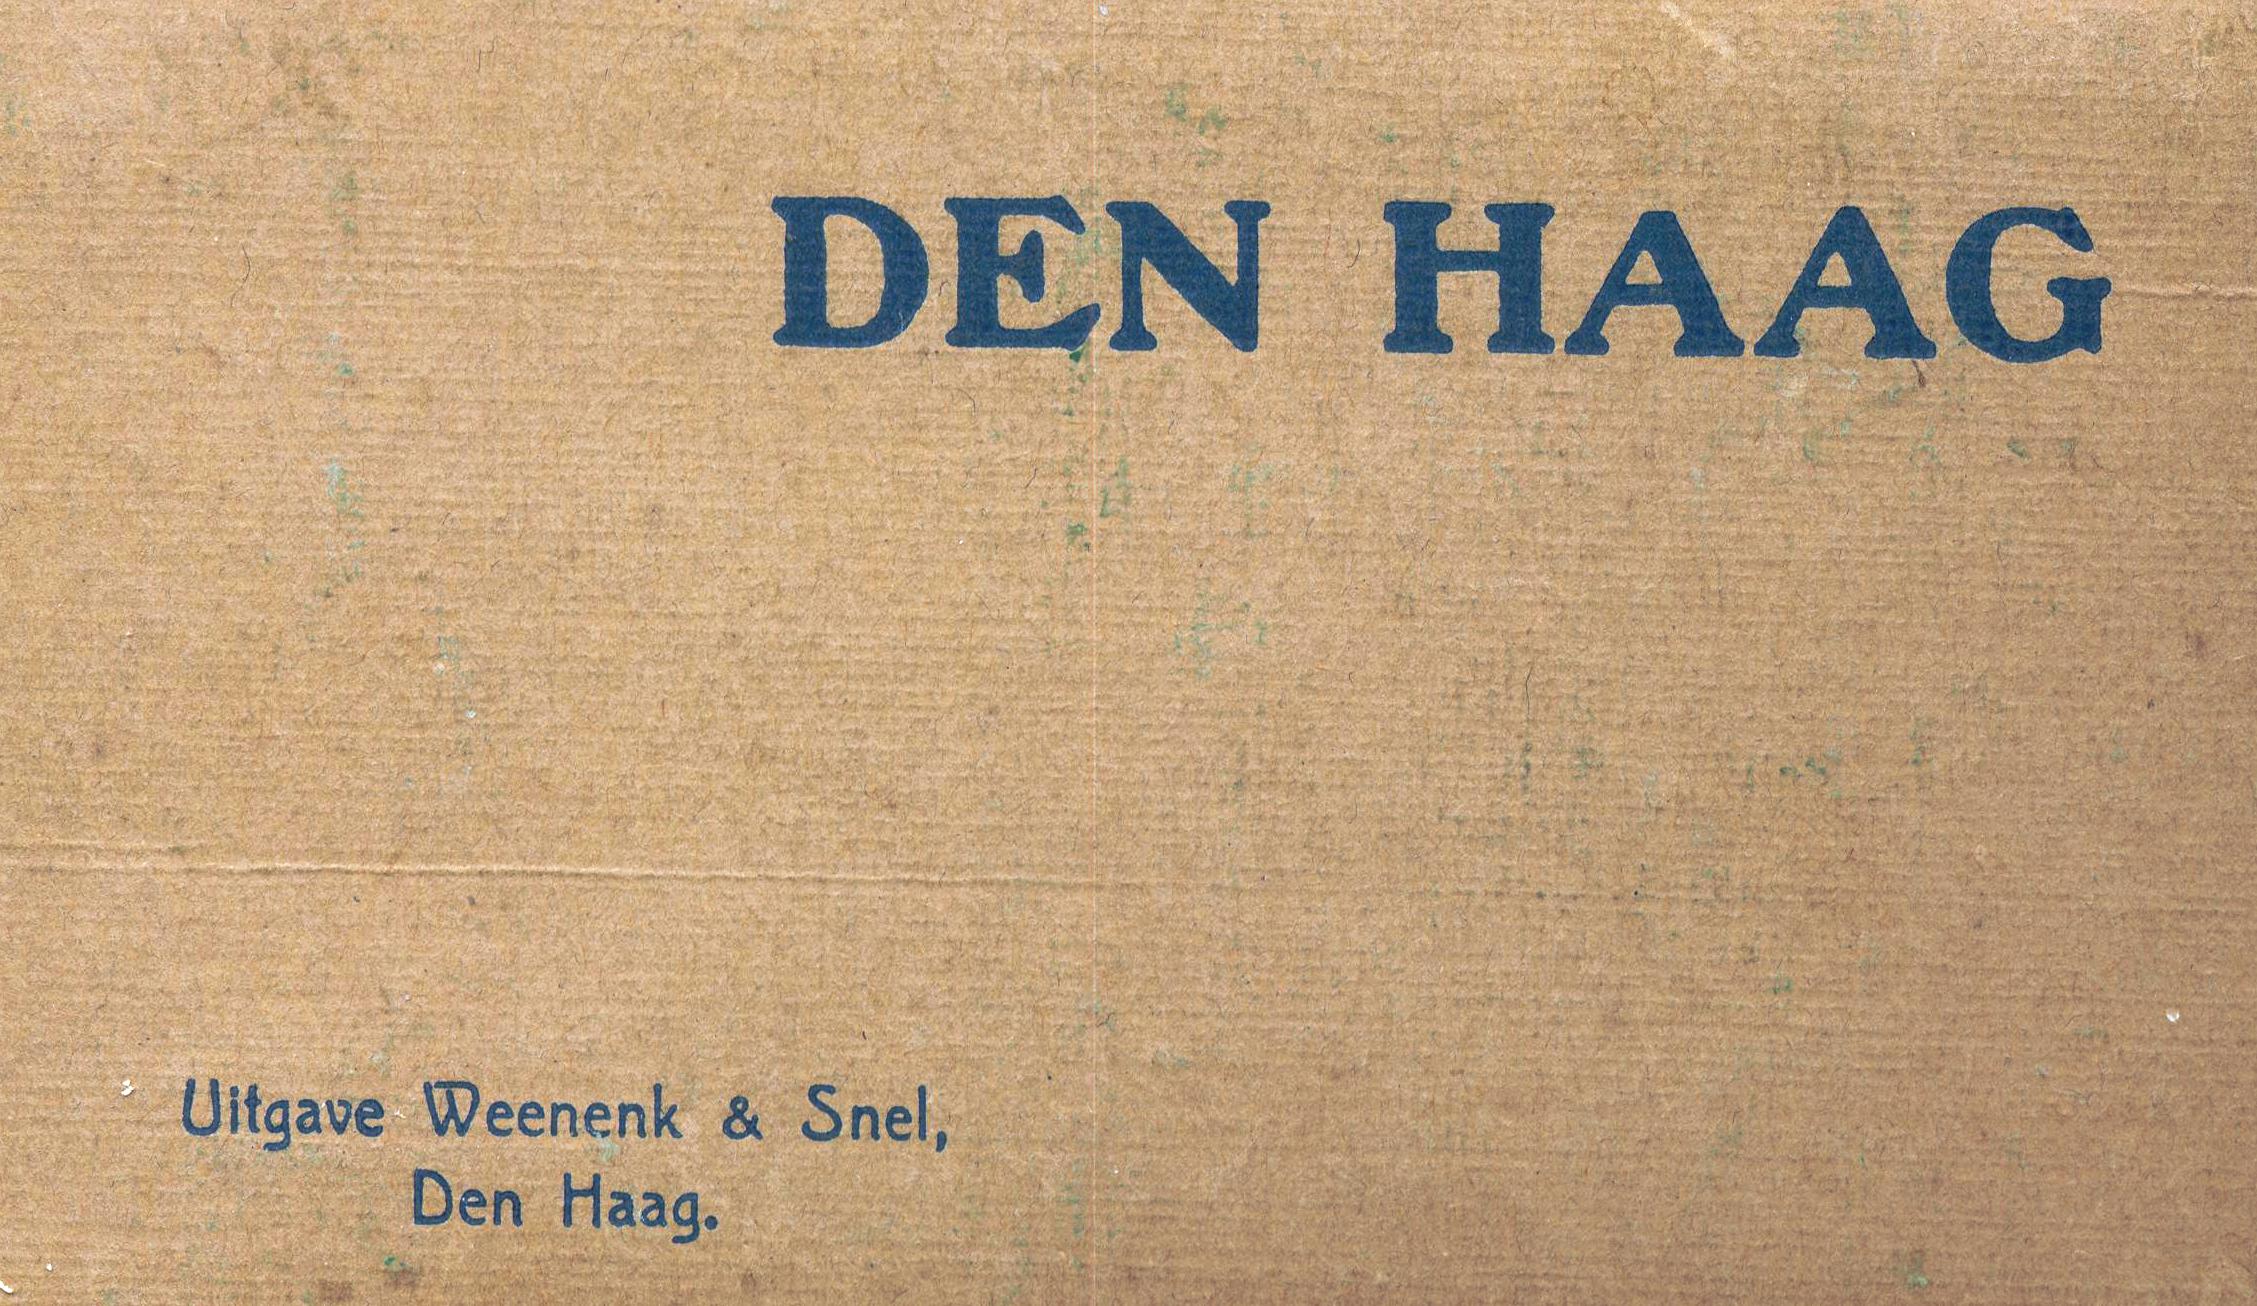 DEN HAAG
Uitgave Weenenk & Snel,
Den Haag.